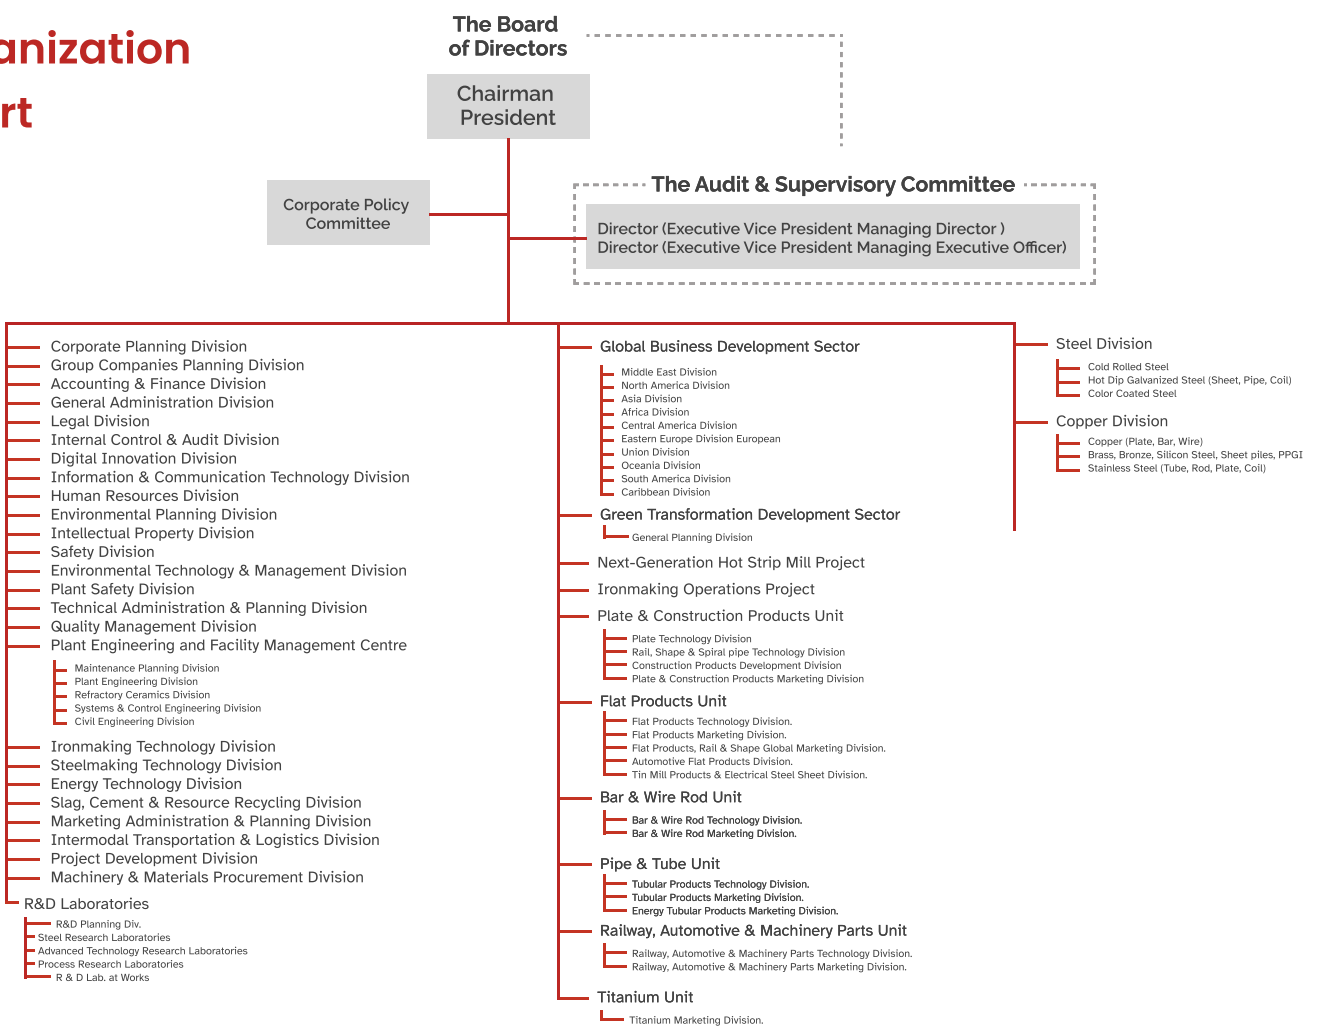 anization
rt
The Board
of Directors
Chairman
President
Corporate Policy
Committee
The Audit & Supervisory Committee
Director (Executive Vice President Managing Director )
Director (Executive Vice President Managing Executive Officer)
Corporate Planning Division
Group Companies Planning Division
Accounting & Finance Division
General Administration Division
Legal Division
Internal Control & Audit Division
Digital Innovation Division
Information & Communication Technology Division
Human Resources Division
Environmental Planning Division
Intellectual Property Division
Safety Division
Environmental Technology & Management Division
Plant Safety Division
Technical Administration & Planning Division
Quality Management Division
Plant Engineering and Facility Management Centre
Maintenance Planning Division
Plant Engineering Division
Refractory Ceramics Division
Systems & Control Engineering Division
Civil Engineering Division
Ironmaking Technology Division
Steelmaking Technology Division
Energy Technology Division
Slag, Cement & Resource Recycling Division
Marketing Administration & Planning Division
Intermodal Transportation & Logistics Division
Project Development Division
Machinery & Materials Procurement Division
R&D Laboratories
R&D Planning Div.
Steel Research Laboratories
Advanced Technology Research Laboratories
Process Research Laboratories
R & D Lab. at Works
Global Business Development Sector
Middle East Division
North America Division
Asia Division
Africa Division
Central America Division
Eastern Europe Division European
Union Division
Oceania Division
South America Division
Caribbean Division
Green Transformation Development Sector
General Planning Division
Next-Generation Hot Strip Mill Project
Ironmaking Operations Project
Plate & Construction Products Unit
Plate Technology Division
Rail, Shape & Spiral pipe Technology Division
Construction Products Development Division
Plate & Construction Products Marketing Division
Flat Products Unit
Flat Products Technology Division.
Flat Products Marketing Division.
Flat Products, Rail & Shape Global Marketing Division.
Automotive Flat Products Division.
Tin Mill Products & Electrical Steel Sheet Division.
Bar & Wire Rod Unit
Bar & Wire Rod Technology Division.
Bar & Wire Rod Marketing Division.
Pipe & Tube Unit
Tubular Products Technology Division.
Tubular Products Marketing Division.
Energy Tubular Products Marketing Division.
Railway, Automotive & Machinery Parts Unit
Railway, Automotive & Machinery Parts Technology Division.
Railway, Automotive & Machinery Parts Marketing Division.
Titanium Unit
Titanium Marketing Division.
Steel Division
Cold Rolled Steel
Hot Dip Galvanized Steel (Sheet, Pipe, Coil)
Color Coated Steel
Copper Division
Copper (Plate, Bar, Wire)
Brass, Bronze, Silicon Steel, Sheet piles, PPGI
Stainless Steel (Tube, Rod, Plate, Coil)